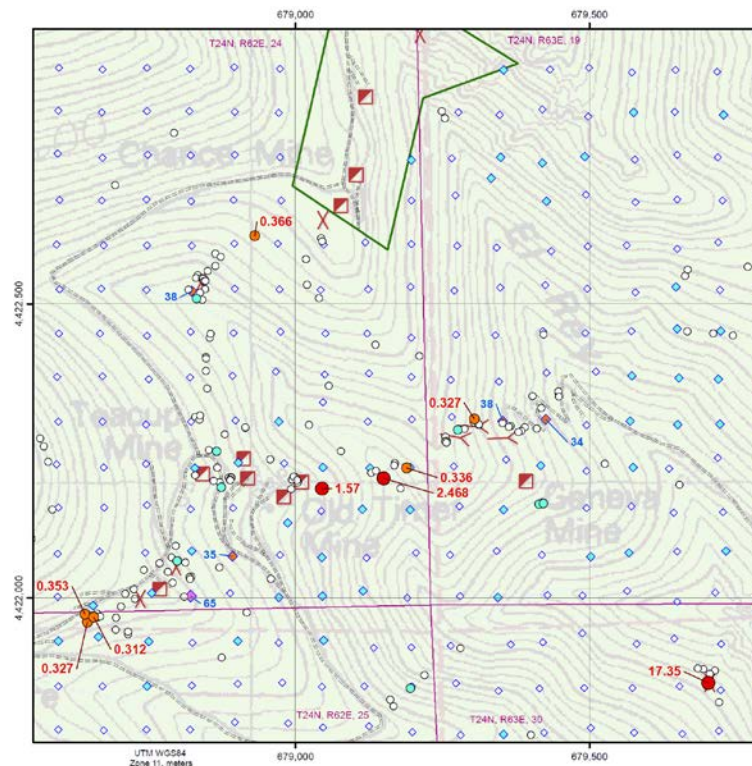 679,000
679,500
T24N, R62E, 24
T24N, R63E, 19
Chance Mine
0.366
38
4,422,500
El Rey
0.327
38
34
Teacup
Mine
0.336
1.57
2.468
Old Timer
Mine
Geneva
Mine
35
65
4,422,000
0.353
0.312
0.327
17.35
T24N, R62E, 25
T24N, R63E, 30
UTM WGS84
Zone 11, meters
679,000
679,500